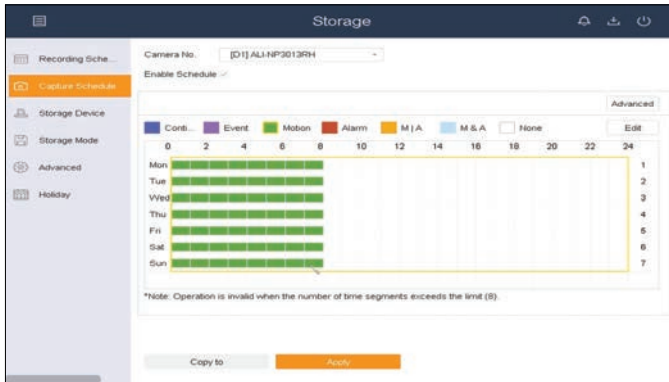 Storage
Recording Sche...
Capture Schedule
Storage Device
Storage Mode
Advanced
Holiday
Camera No. [D1] ALI-NP3013RH
Enable Schedule
Advanced
Conti... Event Motion Alarm M | A M & A None Edit
0 2 4 6 8 10 12 14 16 18 20 22 24
Mon 1
Tue 2
Wed 3
Thu 4
Fri 5
Sat 6
Sun 7
*Note: Operation is invalid when the number of time segments exceeds the limit (8).
Copy to Apply